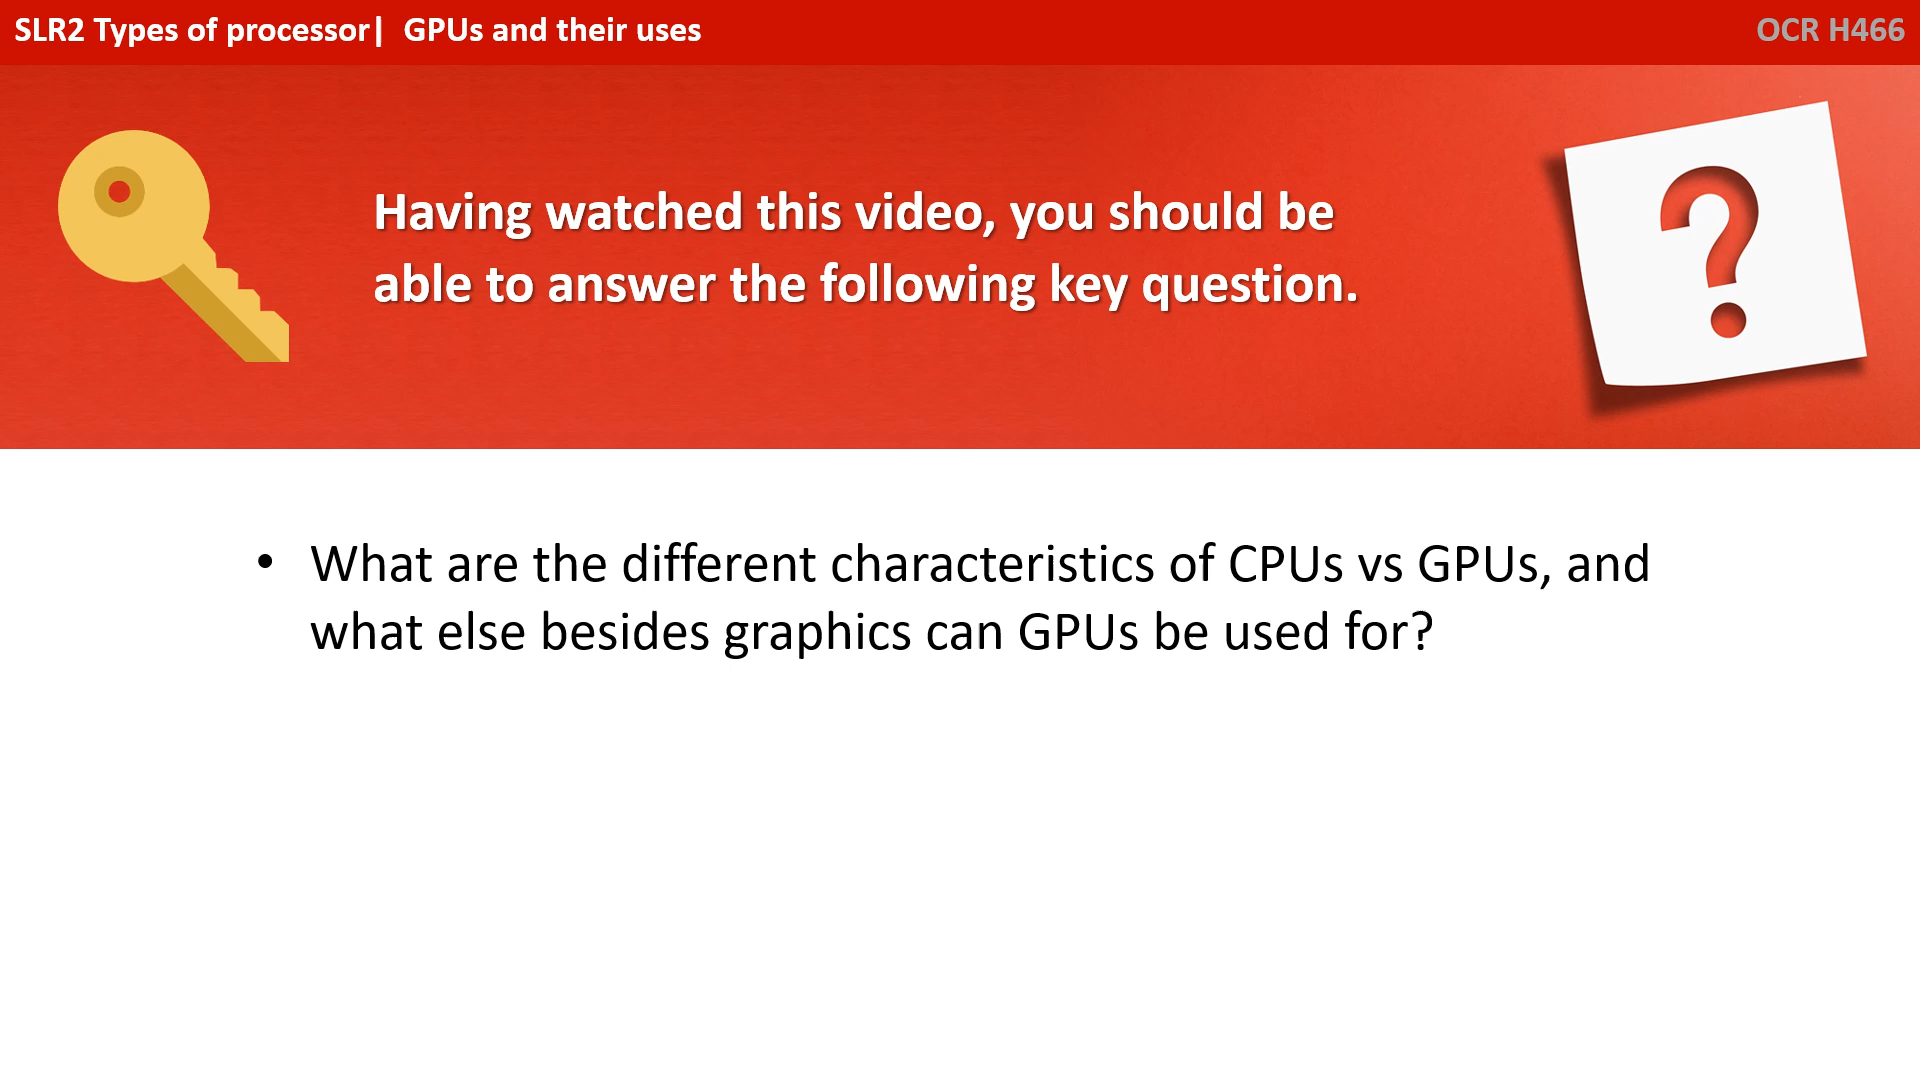 SLR2 Types of processor| GPUs and their uses
OCR H466
Having watched this video, you should be
able to answer the following key question.
?
• What are the different characteristics of CPUs vs GPUs, and
what else besides graphics can GPUs be used for?